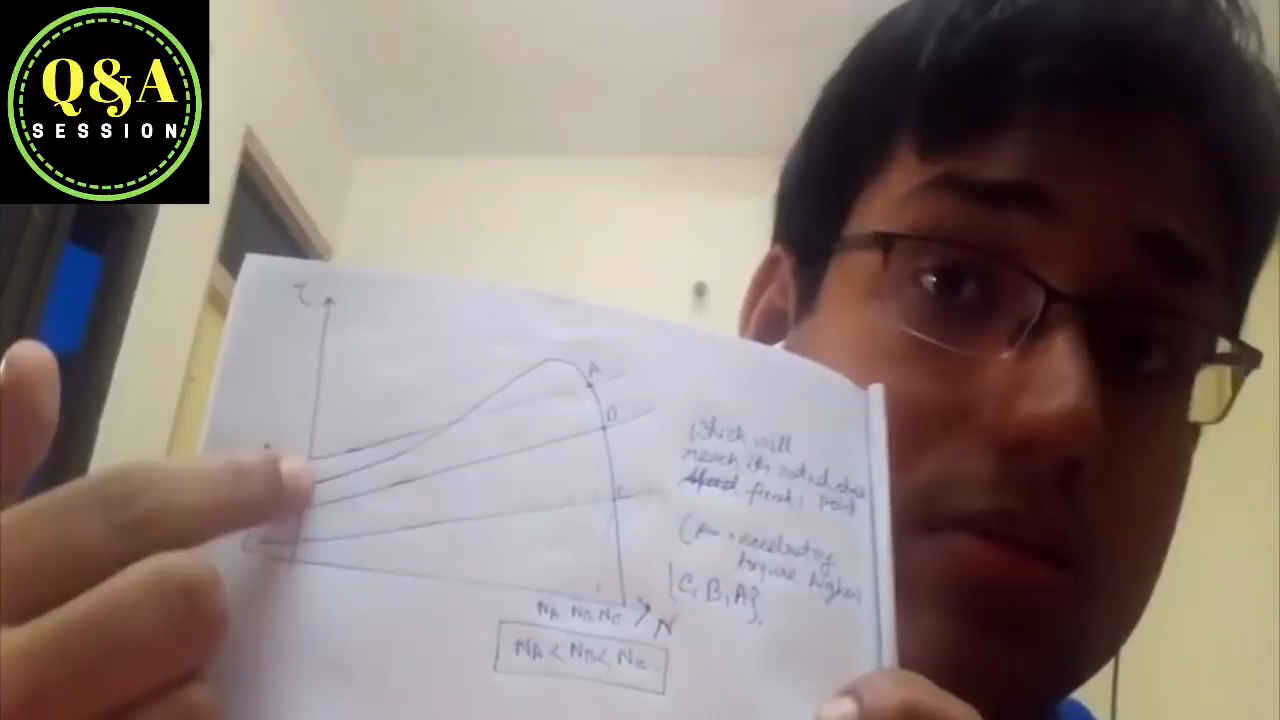 Q&A
SESSION
τ
A
B
C
which will
reach its rated
first, point
accelerating
torque higher
{C, B, A}.
NA NB NC
N
NA < NB < NC.